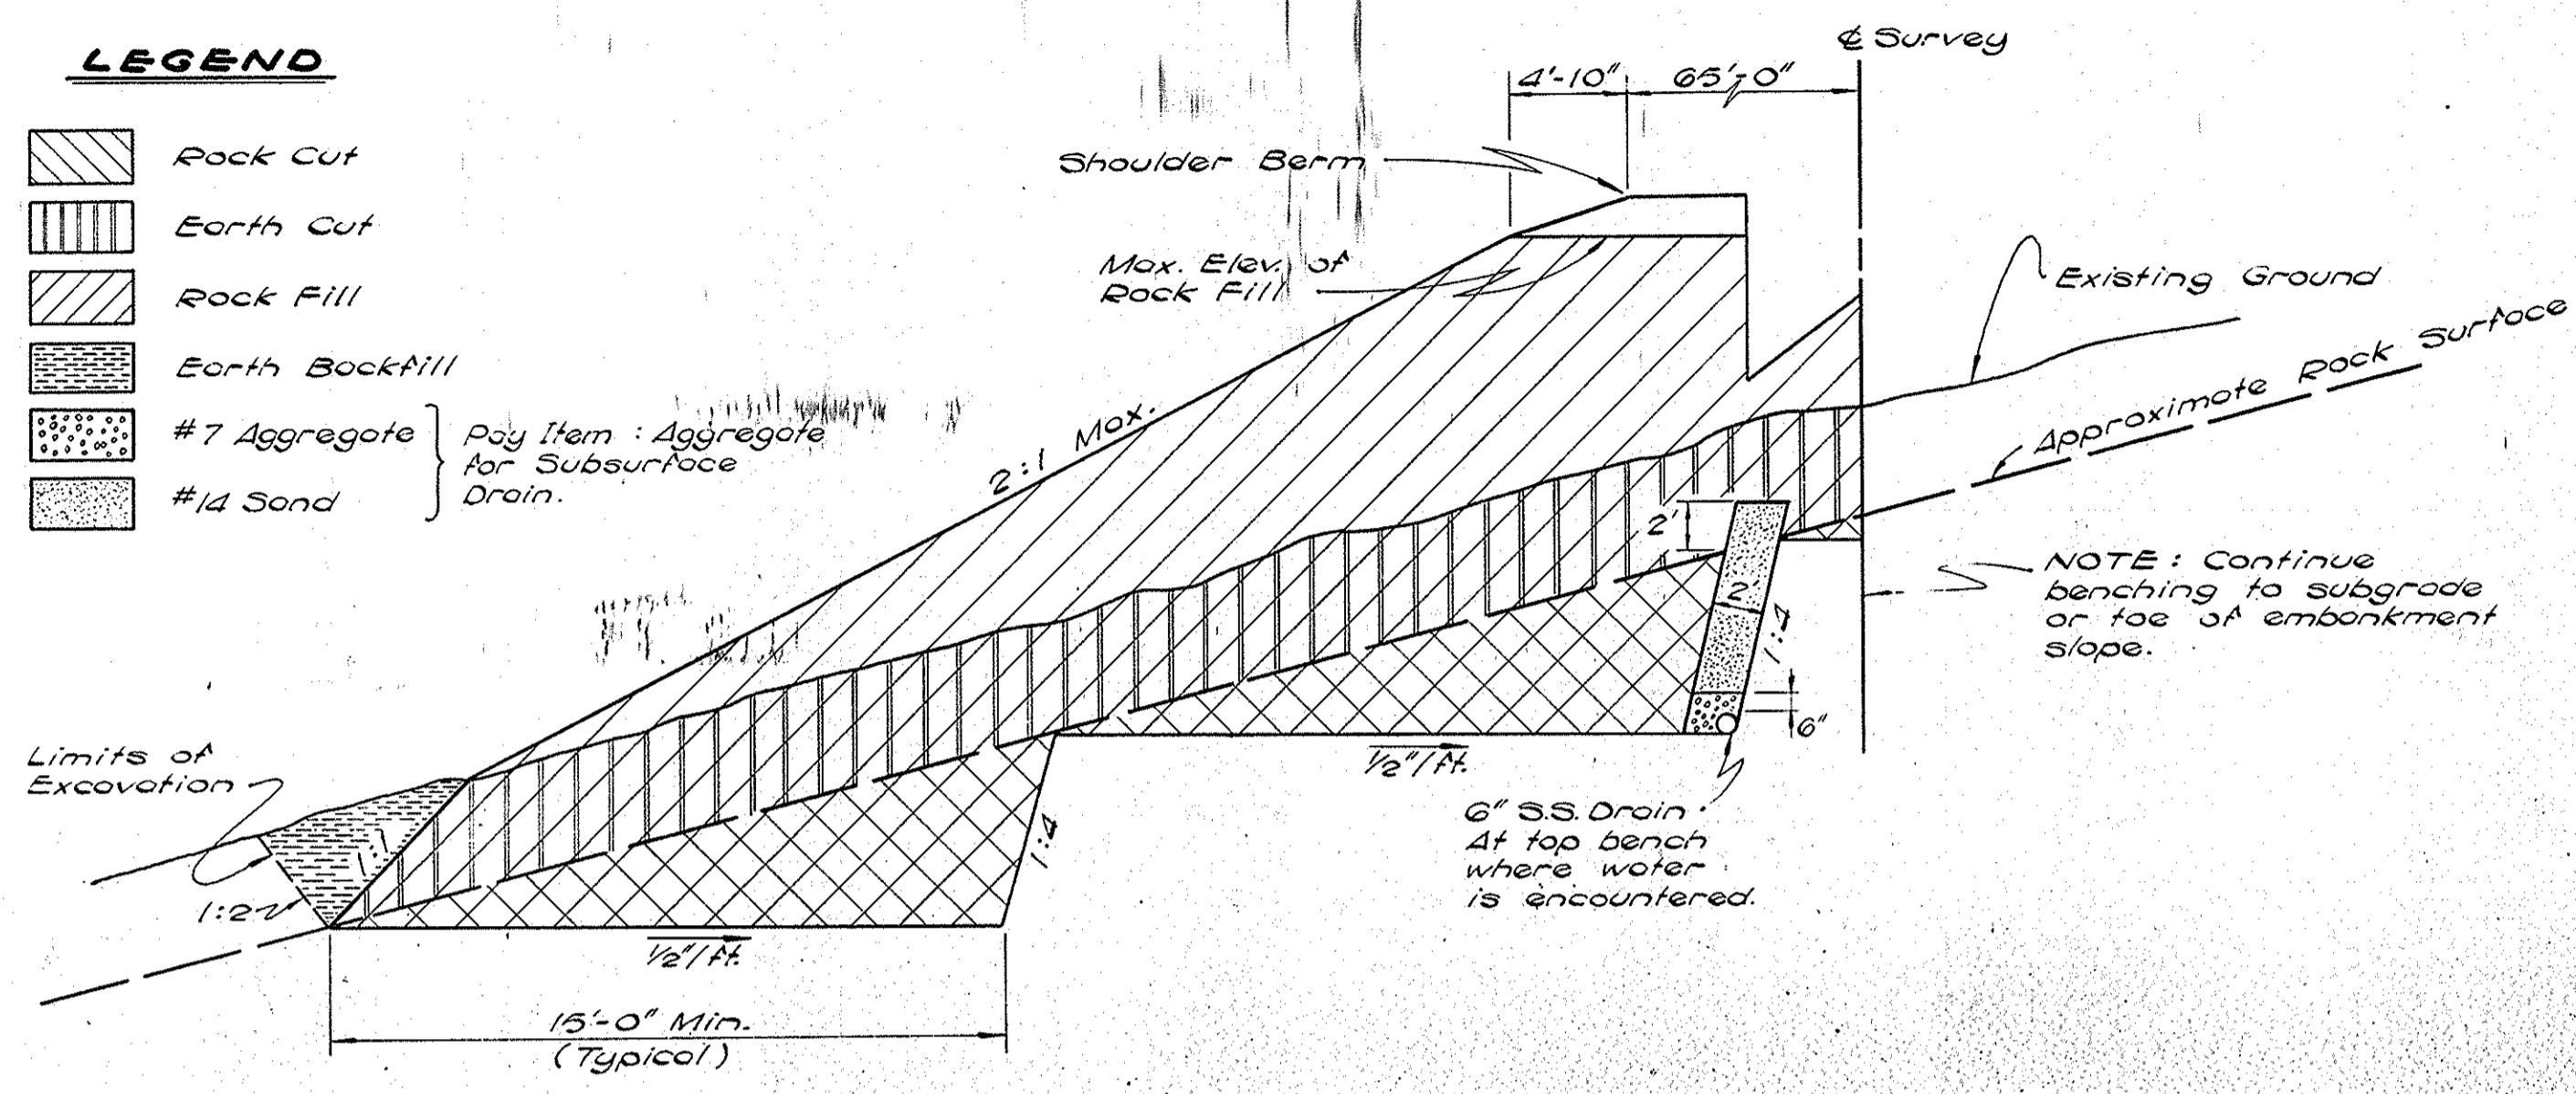 LEGEND
Rock Cut
Earth Cut
Rock Fill
Earth Backfill
#7 Aggregate
#14 Sand
Pay Item : Aggregate
for Subsurface
Drain.
℄ Survey
4'-10"
65'-0"
Shoulder Berm
Max. Elev. of
Rock Fill
Existing Ground
Approximate Rock Surface
2:1 Max.
2'
2'
1:4
6"
NOTE : Continue
benching to subgrade
or toe of embankment
slope.
Limits of
Excavation
1:1
1:2
1:4
1/2"/ft.
1/2"/ft.
6" S.S. Drain
At top bench
where water
is encountered.
15'-0" Min.
(Typical)